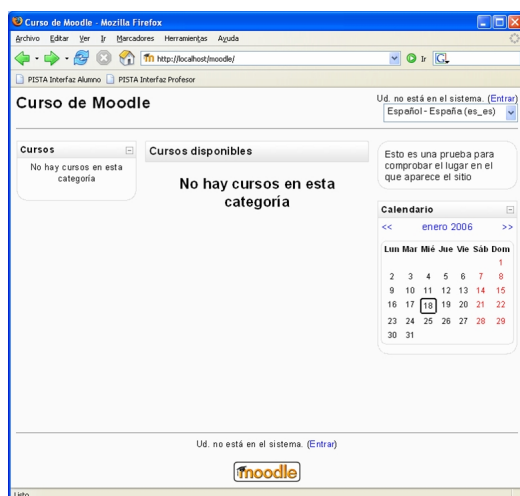 Curso de Moodle - Mozilla Firefox
Archivo Editar Ver Ir Marcadores Herramientas Ayuda
http://localhost/moodle/ Ir
PISTA Interfaz Alumno PISTA Interfaz Profesor
Curso de Moodle
Ud. no está en el sistema. (Entrar)
Español - España (es_es)
Cursos
No hay cursos en esta
categoría
Cursos disponibles
No hay cursos en esta
categoría
Esto es una prueba para
comprobar el lugar en el
que aparece el sitio
Calendario
<< enero 2006 >>
Lun Mar Mié Jue Vie Sáb Dom
1
2 3 4 5 6 7 8
9 10 11 12 13 14 15
16 17 18 19 20 21 22
23 24 25 26 27 28 29
30 31
Ud. no está en el sistema. (Entrar)
moodle
Listo